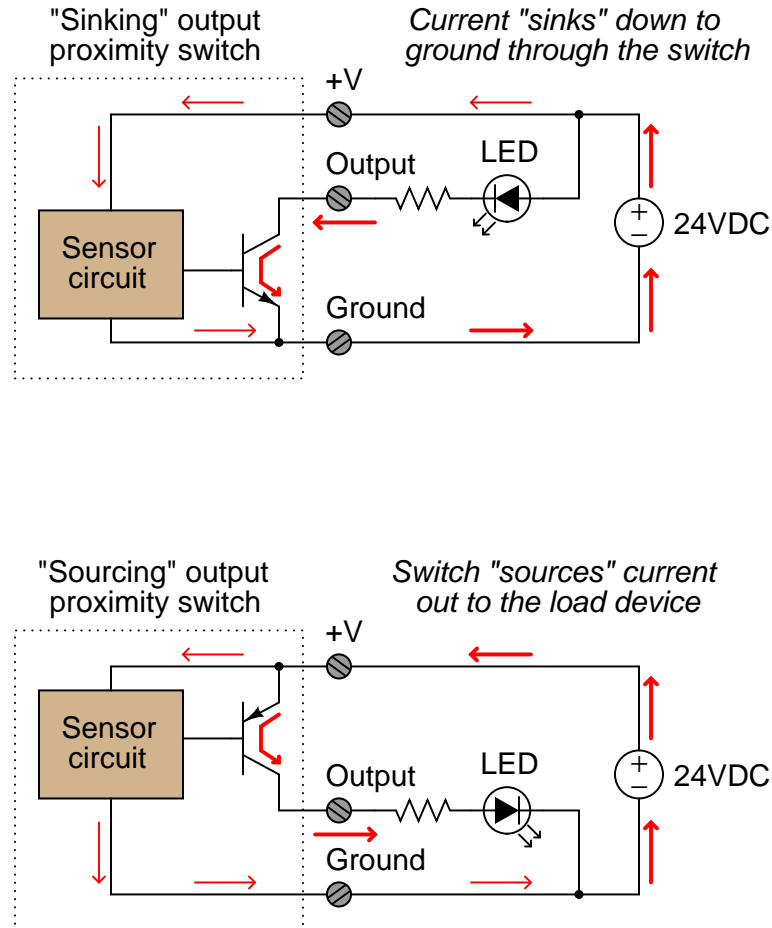 "Sinking" output
proximity switch
Current "sinks" down to
ground through the switch
+V
Output
LED
Sensor
circuit
+
−
24VDC
Ground
"Sourcing" output
proximity switch
Switch "sources" current
out to the load device
+V
Sensor
circuit
Output
LED
+
−
24VDC
Ground